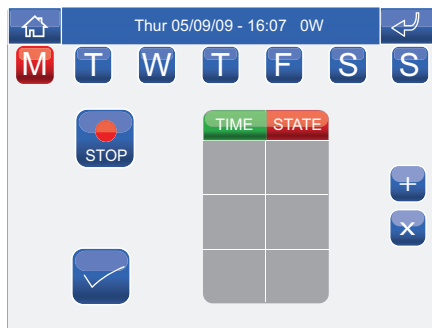 Thur 05/09/09 - 16:07 0W
M T W T F S S
TIME STATE
STOP
+
x